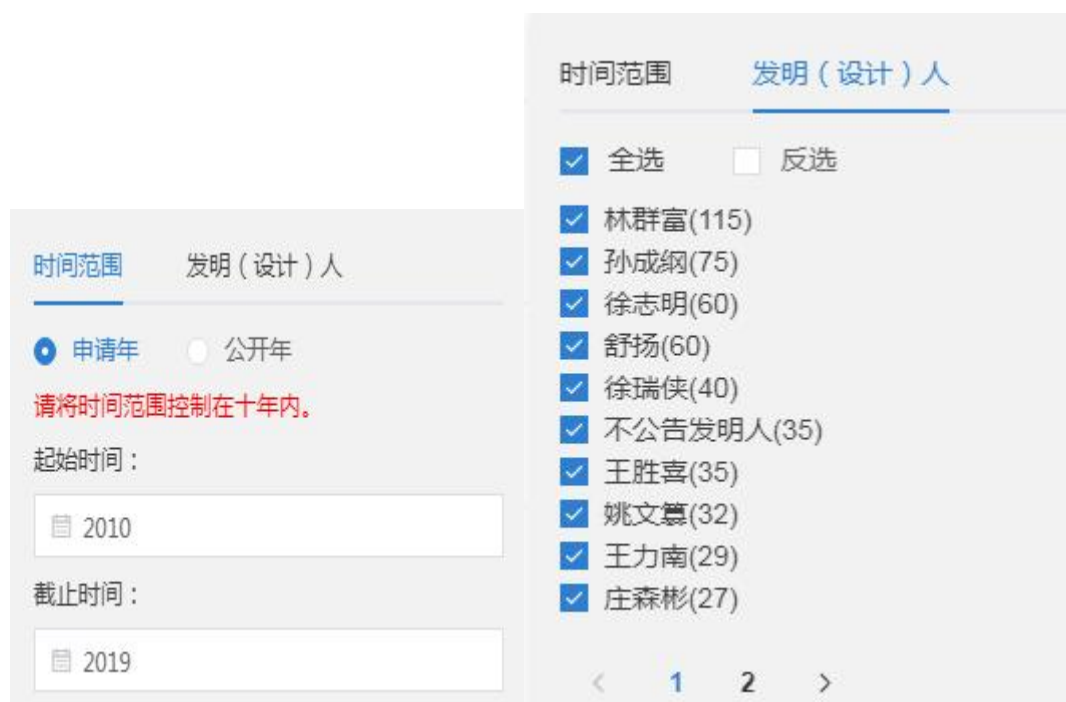 时间范围 发明(设计)人
申请年 公开年
请将时间范围控制在十年内。
起始时间:
2010
截止时间:
2019
时间范围 发明(设计)人
全选 反选
林群富(115)
孙成纲(75)
徐志明(60)
舒扬(60)
徐瑞侠(40)
不公告发明人(35)
王胜喜(35)
姚文篡(32)
王力南(29)
庄森彬(27)
< 1 2 >